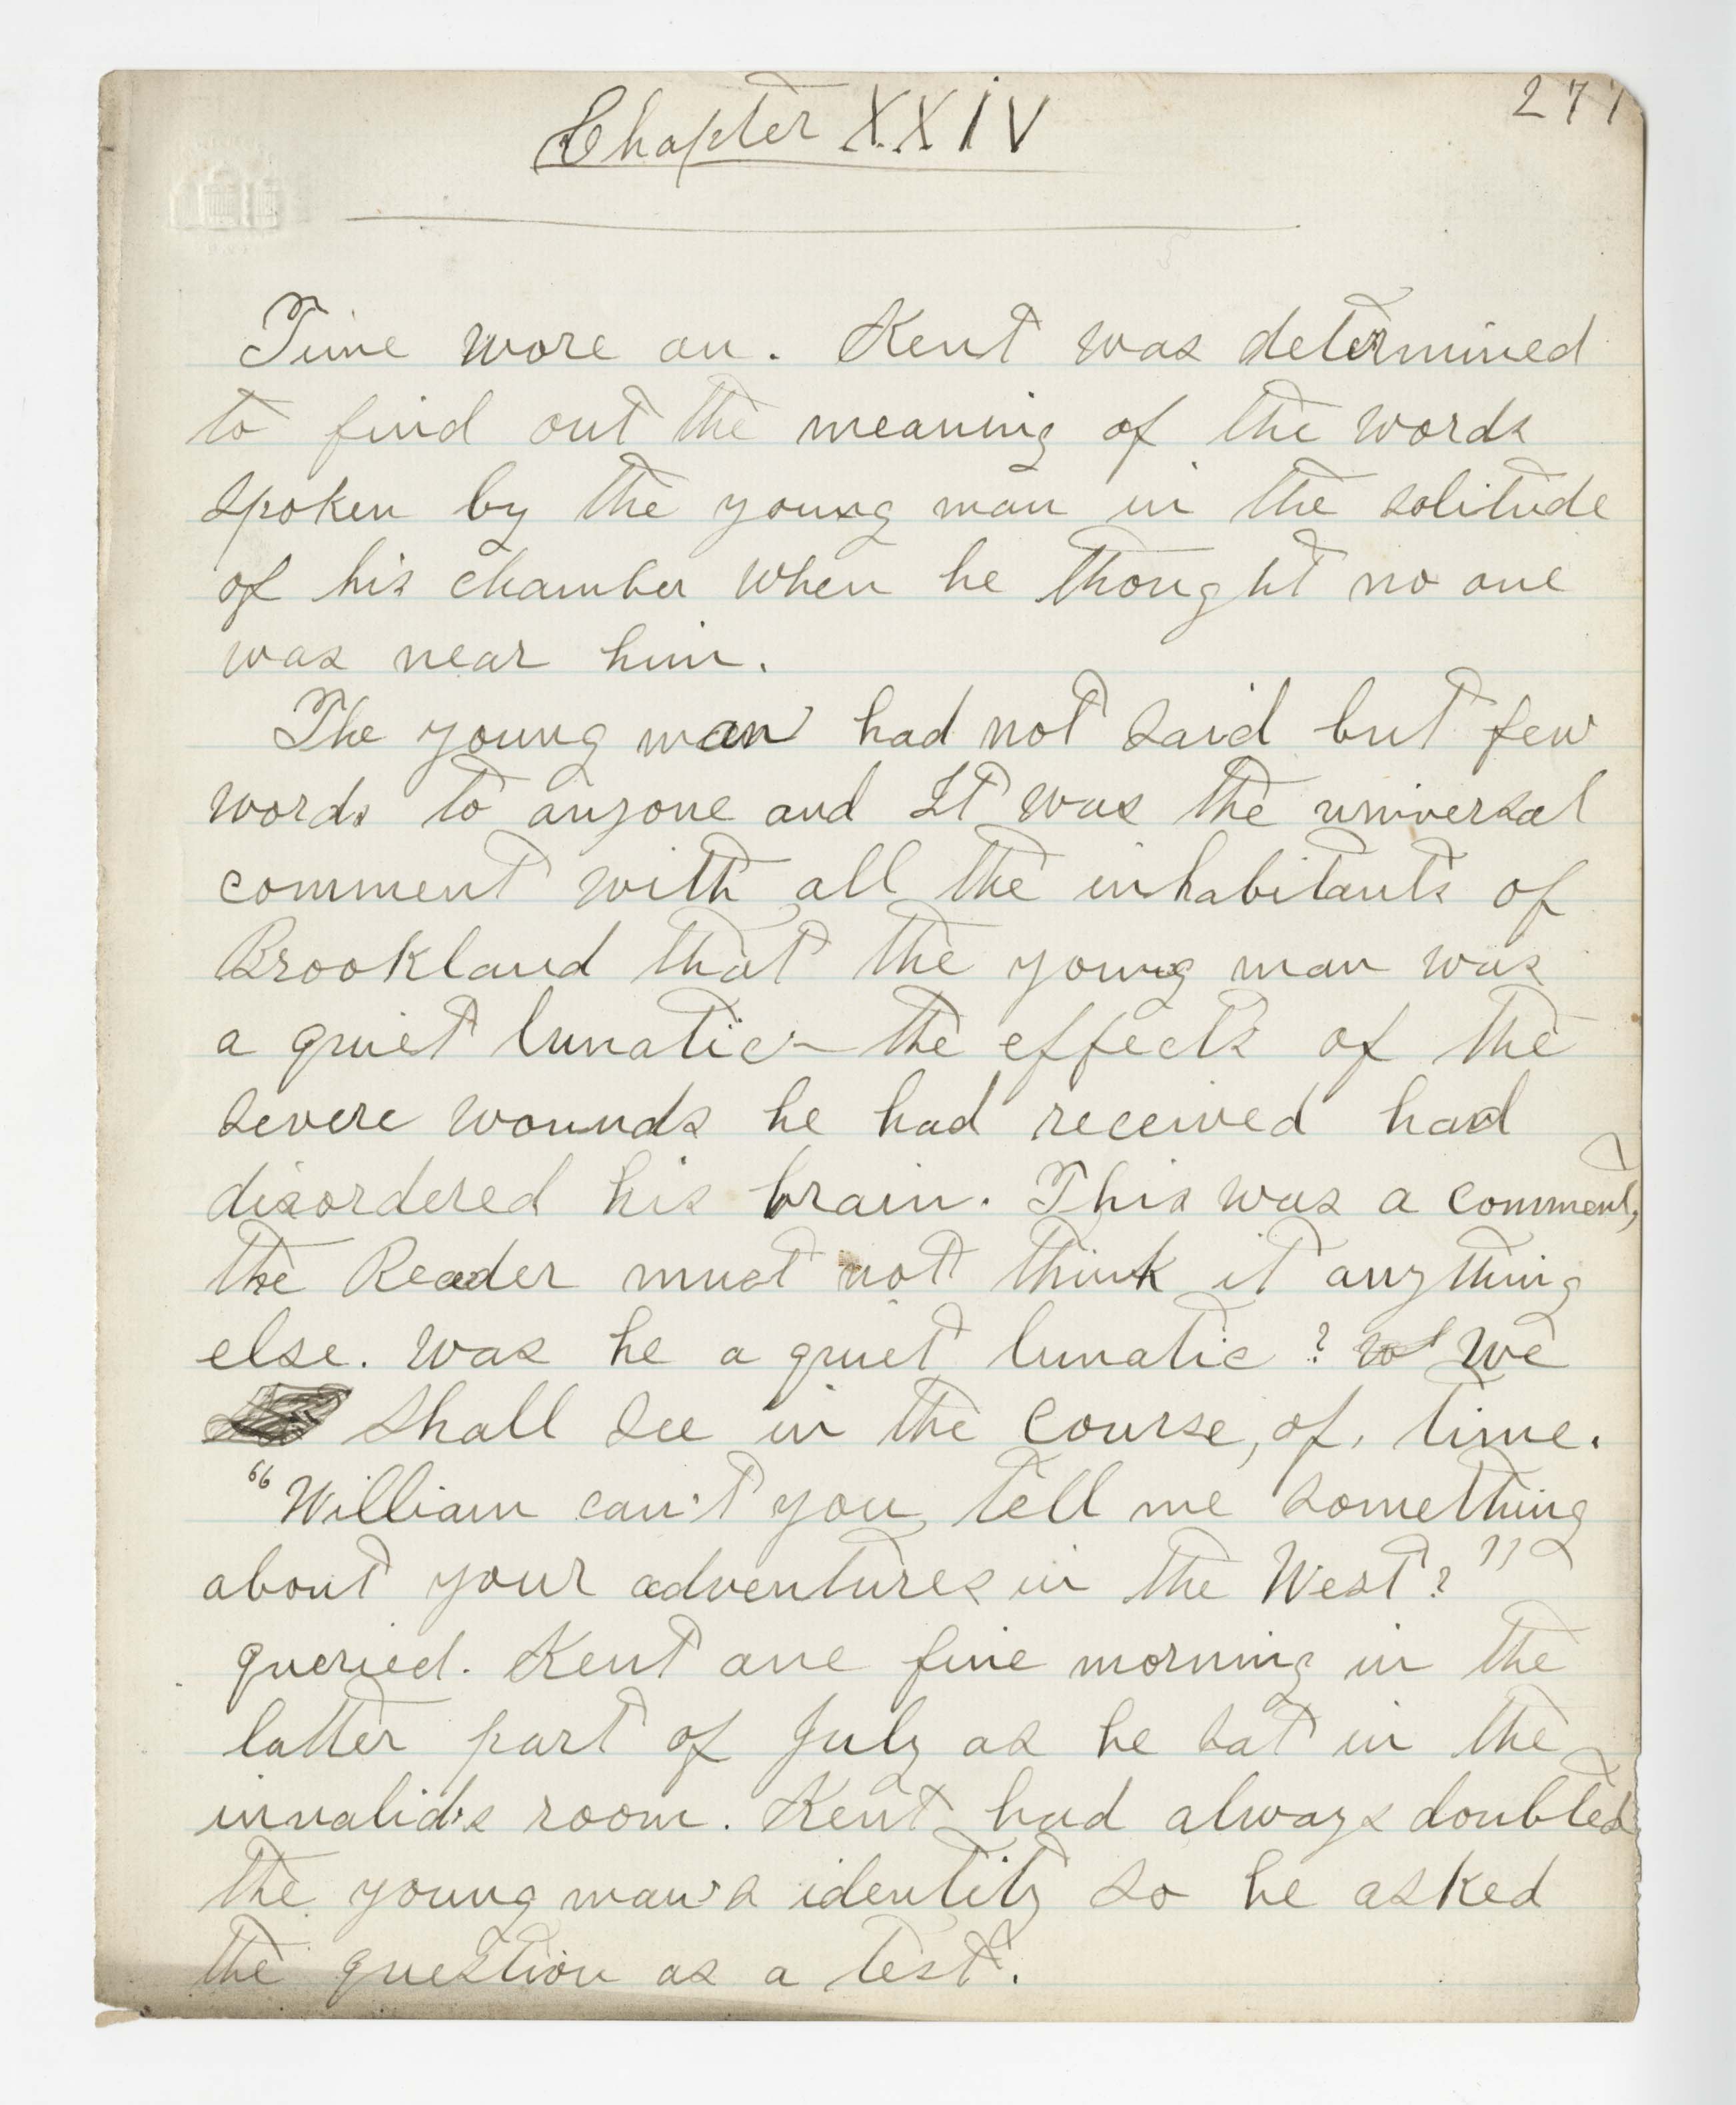 277
Chapter XXIV
Time wore on. Kent was determined
to find out the meaning of the words
spoken by the young man in the solitude
of his chamber when he thought no one
was near him.
The young man had not said but few
words to anyone and It was the universal
comment with all the inhabitants of
Brookland that the young man was
a quiet lunatic - the effects of the
severe wounds he had received had
disordered his brain. This was a comment,
the Reader must not think it anything
else. Was he a quiet lunatic? We
shall see in the course, of, time.
"William can't you tell me something
about your adventures in the West?"
queried. Kent one fine morning in the
latter part of July as he sat in the
invalid's room. Kent had always doubted
the young man's identity so he asked
the question as a test.